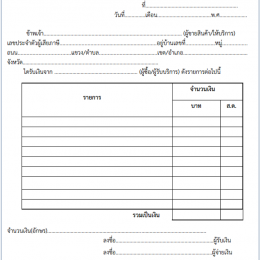 ที่.......................................................
วันที่............เดือน.................................พ.ศ. ..................
ข้าพเจ้า............................................................................ (ผู้ขายสินค้า/ให้บริการ)
เลขประจำตัวผู้เสียภาษี.................................................อยู่บ้านเลขที่...............หมู่............
ถนน...............................แขวง/ตำบล...................................เขต/อำเภอ..........................
จังหวัด.......................................
ได้รับเงินจาก ...................................... (ผู้ซื้อ/ผู้รับบริการ) ดังรายการต่อไปนี้
รายการ จำนวนเงิน
บาท ส.ต.
รวมเป็นเงิน
จำนวนเงิน(อักษร)........................................................................................
ลงชื่อ..............................................ผู้รับเงิน
ลงชื่อ..............................................ผู้จ่ายเงิน